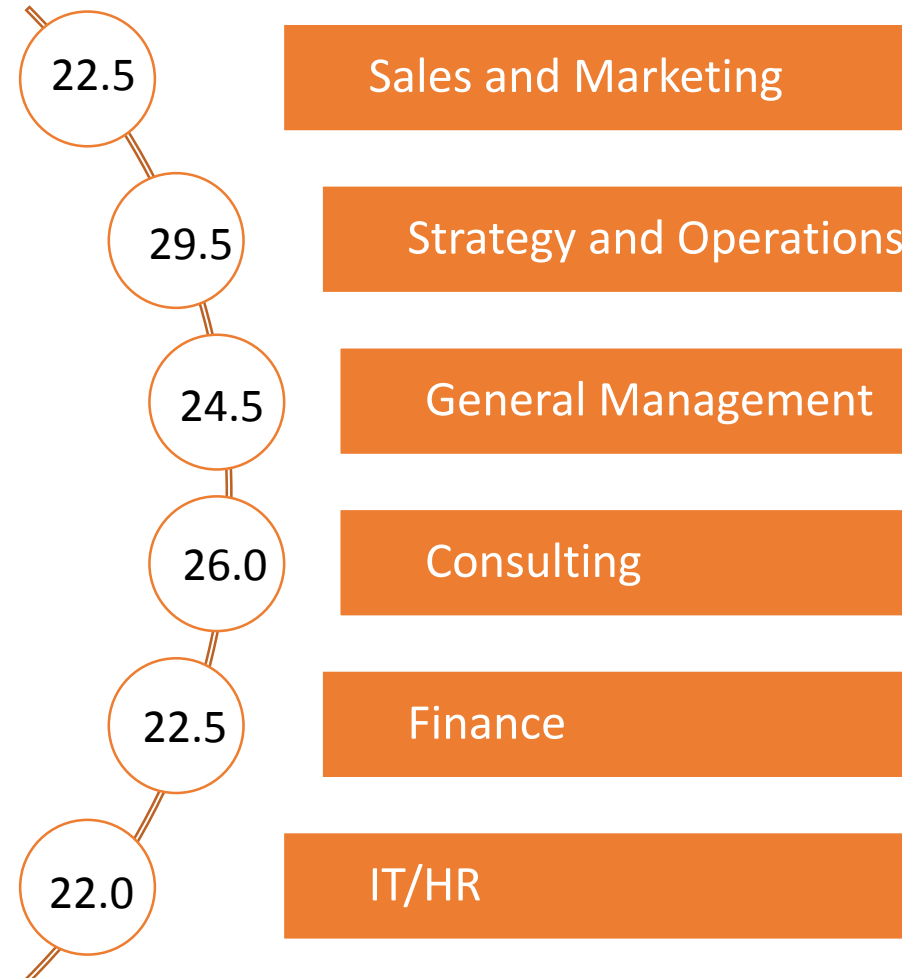 22.5 Sales and Marketing
29.5 Strategy and Operations
24.5 General Management
26.0 Consulting
22.5 Finance
22.0 IT/HR